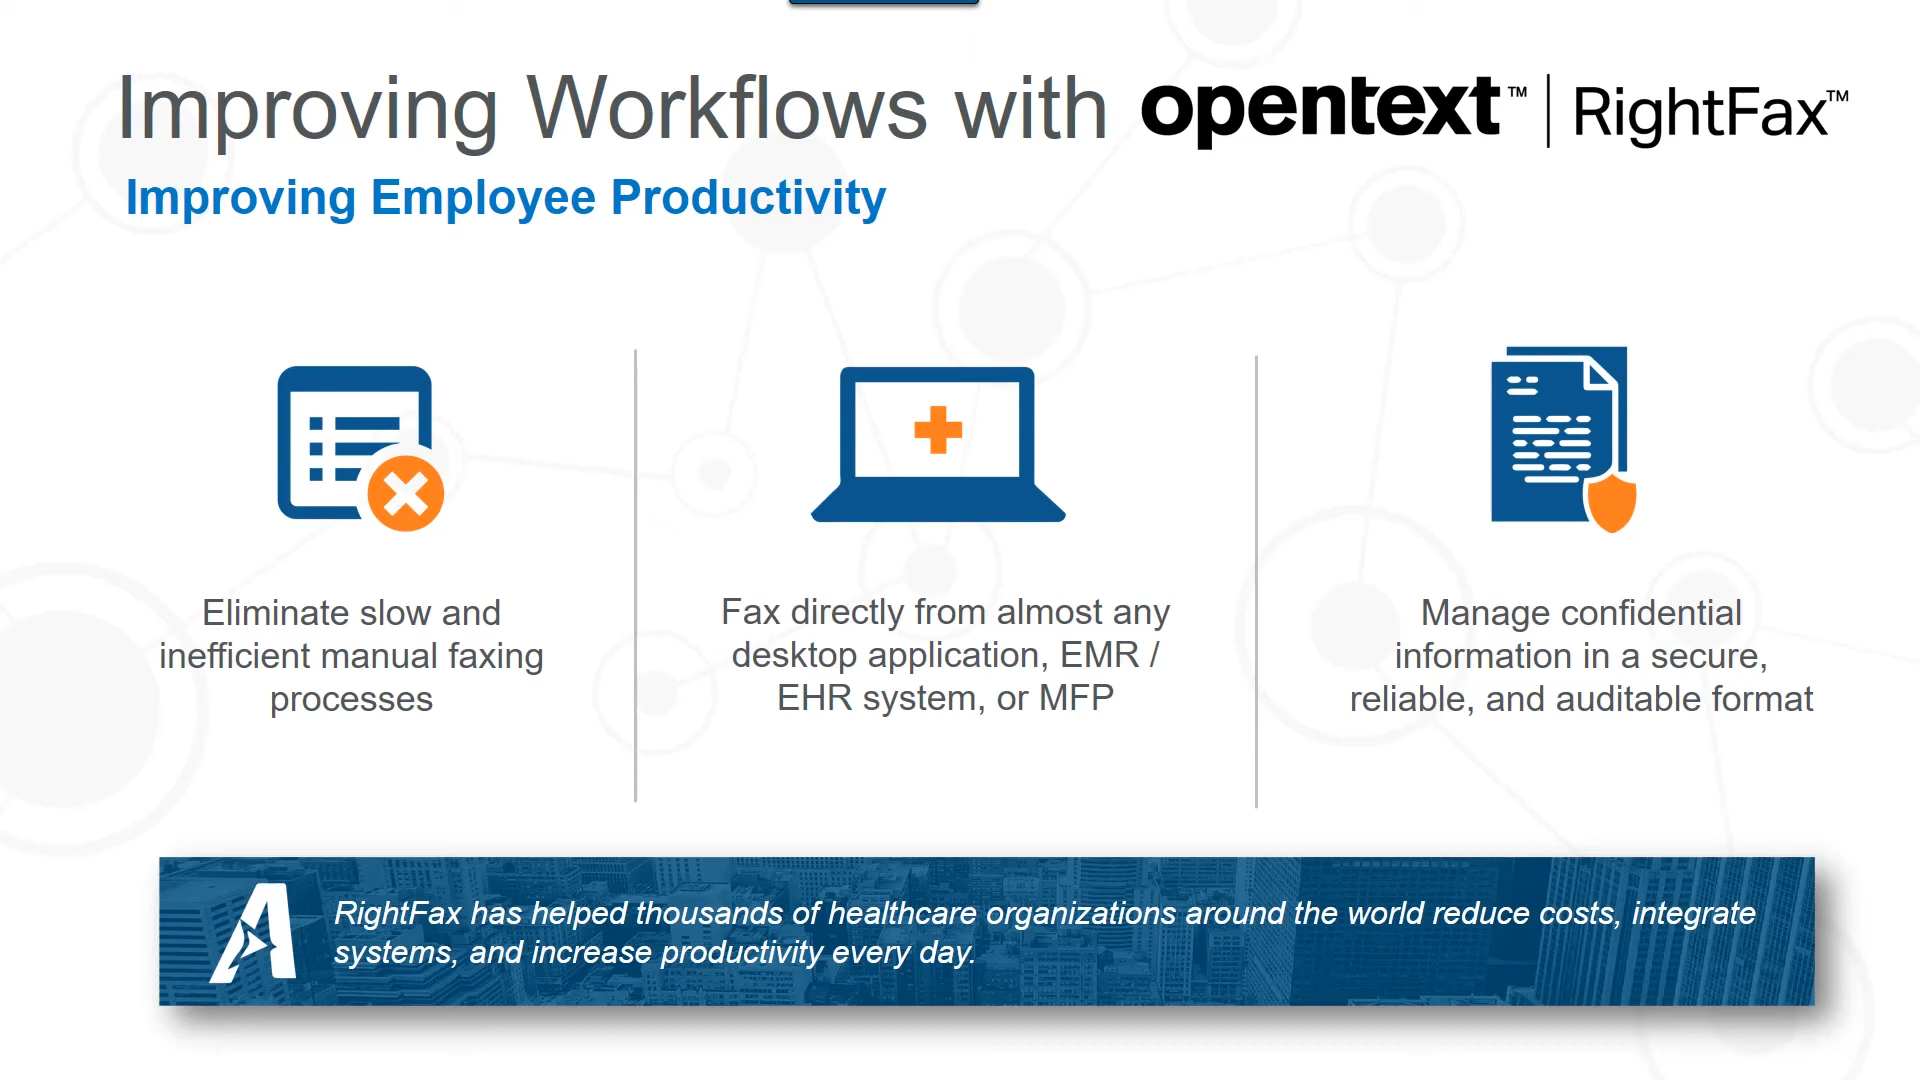 Improving Workflows with opentext™ | RightFax™
Improving Employee Productivity
Eliminate slow and
inefficient manual faxing
processes
Fax directly from almost any
desktop application, EMR /
EHR system, or MFP
Manage confidential
information in a secure,
reliable, and auditable format
RightFax has helped thousands of healthcare organizations around the world reduce costs, integrate
systems, and increase productivity every day.